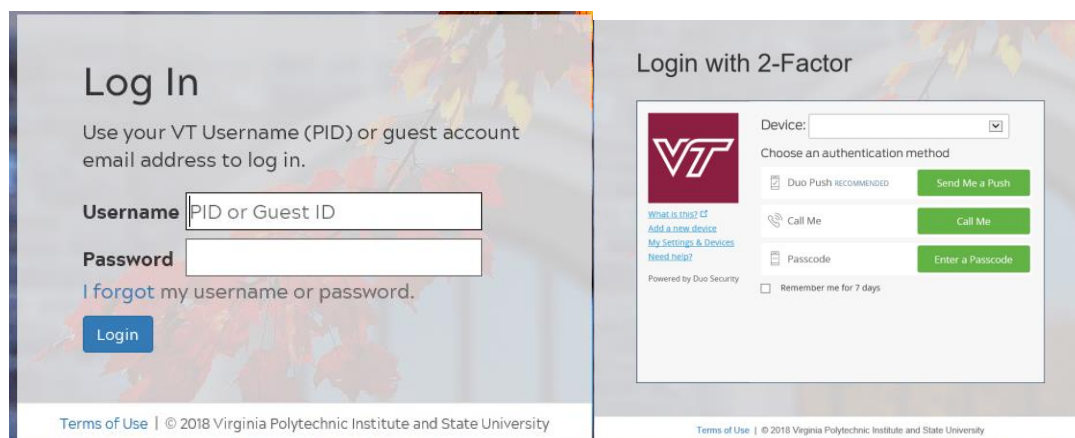 Log In
Use your VT Username (PID) or guest account
email address to log in.
Username PID or Guest ID
Password
I forgot my username or password.
Login
Terms of Use | © 2018 Virginia Polytechnic Institute and State University
Login with 2-Factor
VT
Device:
Choose an authentication method
Duo Push RECOMMENDED Send Me a Push
Call Me Call Me
Passcode Enter a Passcode
Remember me for 7 days
What is this?
Add a new device
My Settings & Devices
Need help?
Powered by Duo Security
Terms of Use | © 2018 Virginia Polytechnic Institute and State University